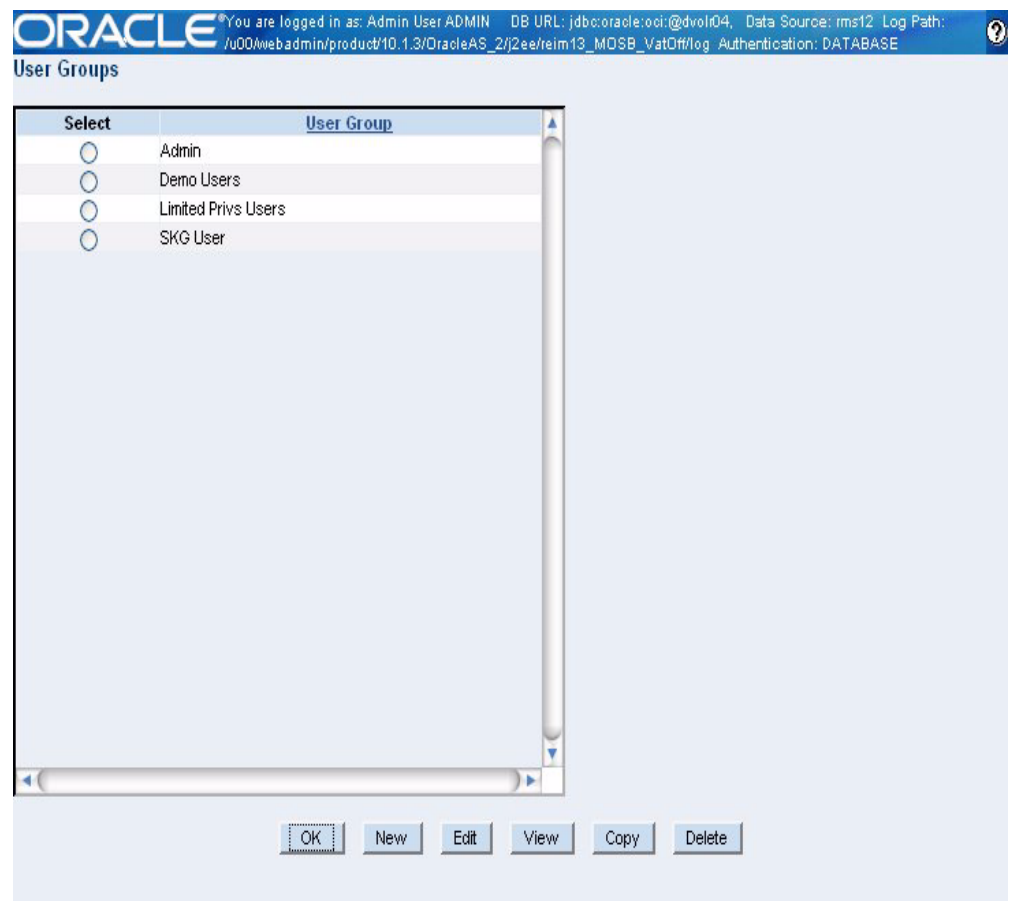 ORACLE® You are logged in as: Admin User ADMIN DB URL: jdbc:oracle:oci:@dvolr04, Data Source: rms12 Log Path:
/u00/webadmin/product/10.1.3/OracleAS_2/j2ee/reim13_MOSB_VatOff/log Authentication: DATABASE
?
User Groups
Select User Group
Admin
Demo Users
Limited Privs Users
SKG User
OK New Edit View Copy Delete